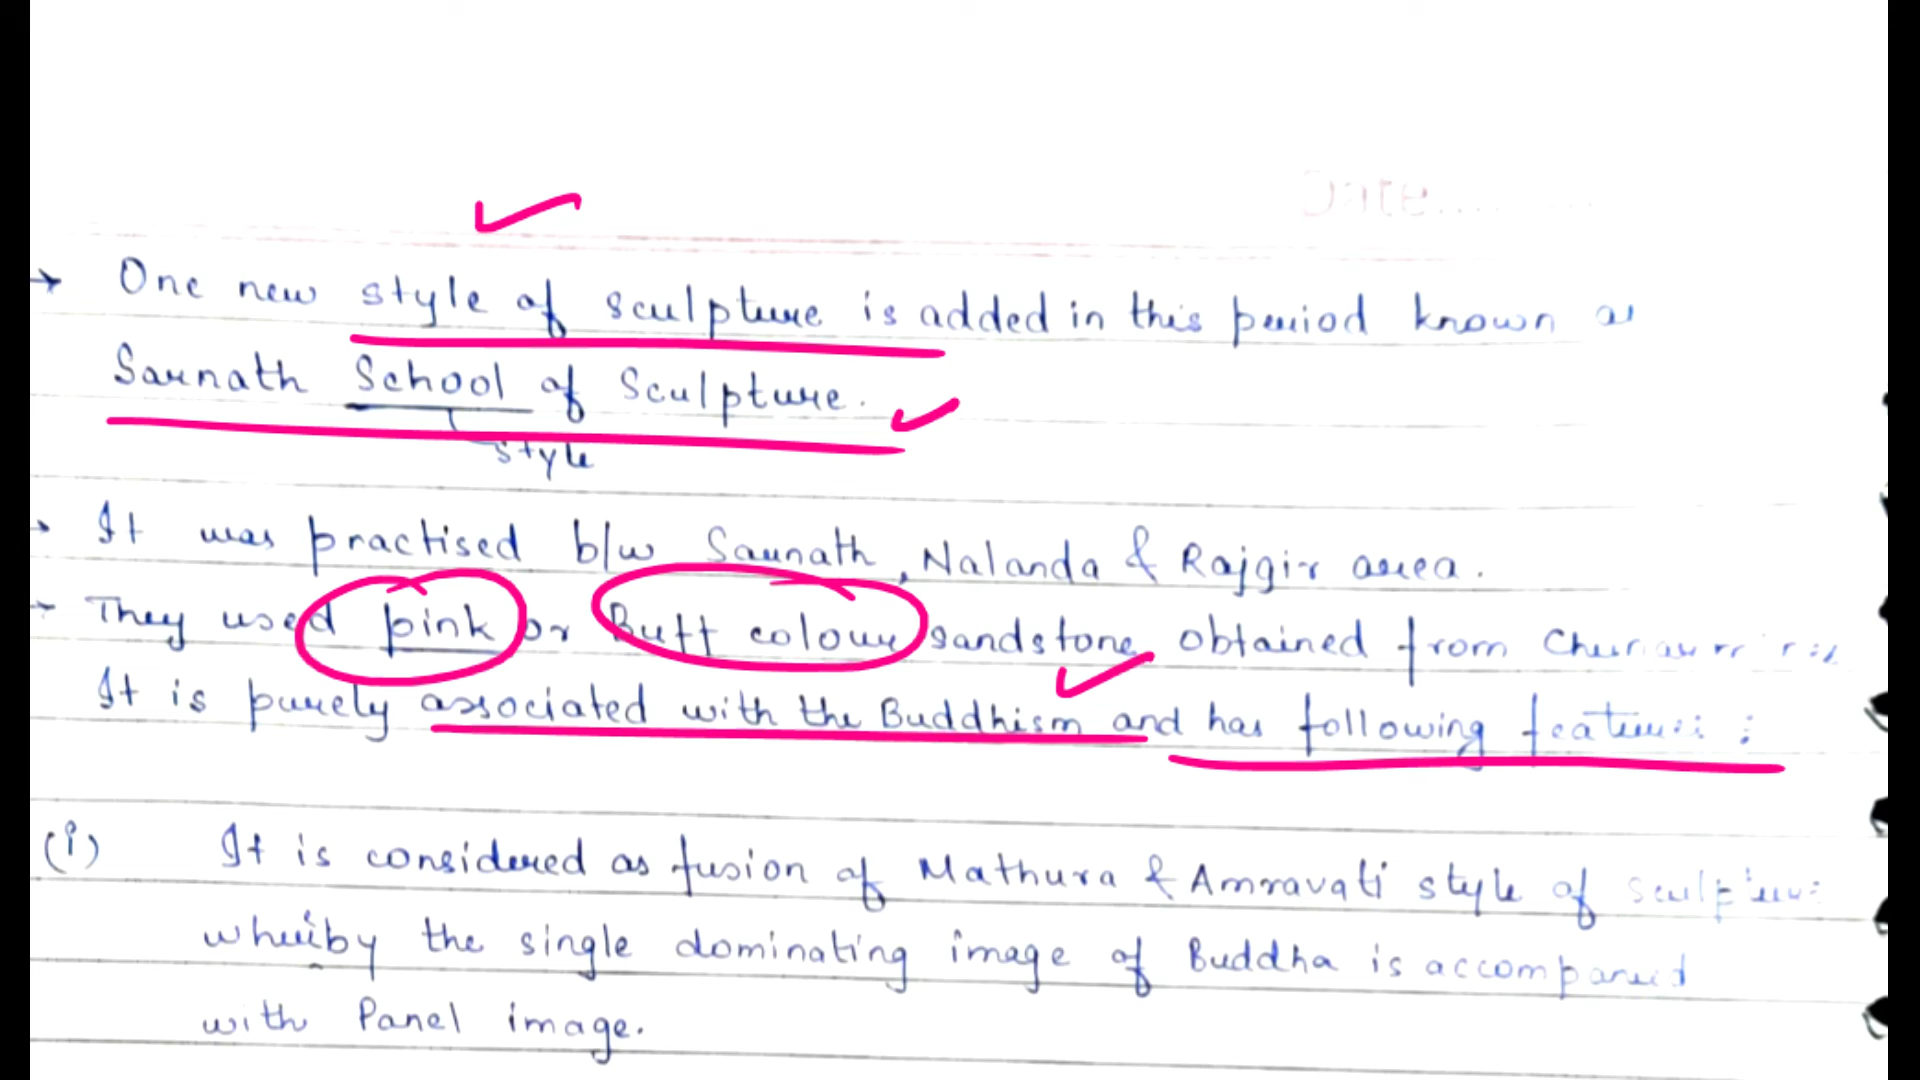 → One new style of sculpture is added in this period known as
Sarnath School of Sculpture.
style
→ It was practised b/w Sarnath, Nalanda & Rajgir area.
→ They used pink or Buff colour sandstone obtained from Chunar
It is purely associated with the Buddhism and has following features :
(i) It is considered as fusion of Mathura & Amravati style of sculpture
whereby the single dominating image of Buddha is accompanied
with Panel image.